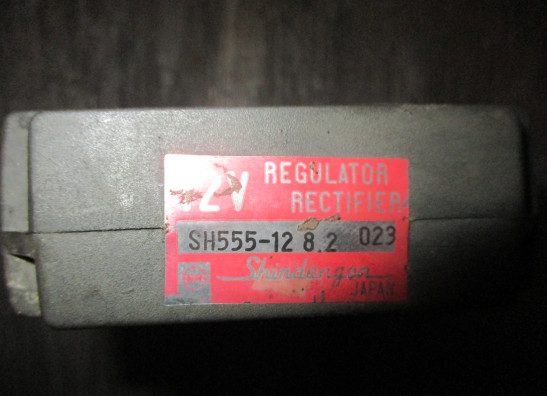 12V REGULATOR
RECTIFIER
SH555-12 8.2 023
Shindengen
JAPAN